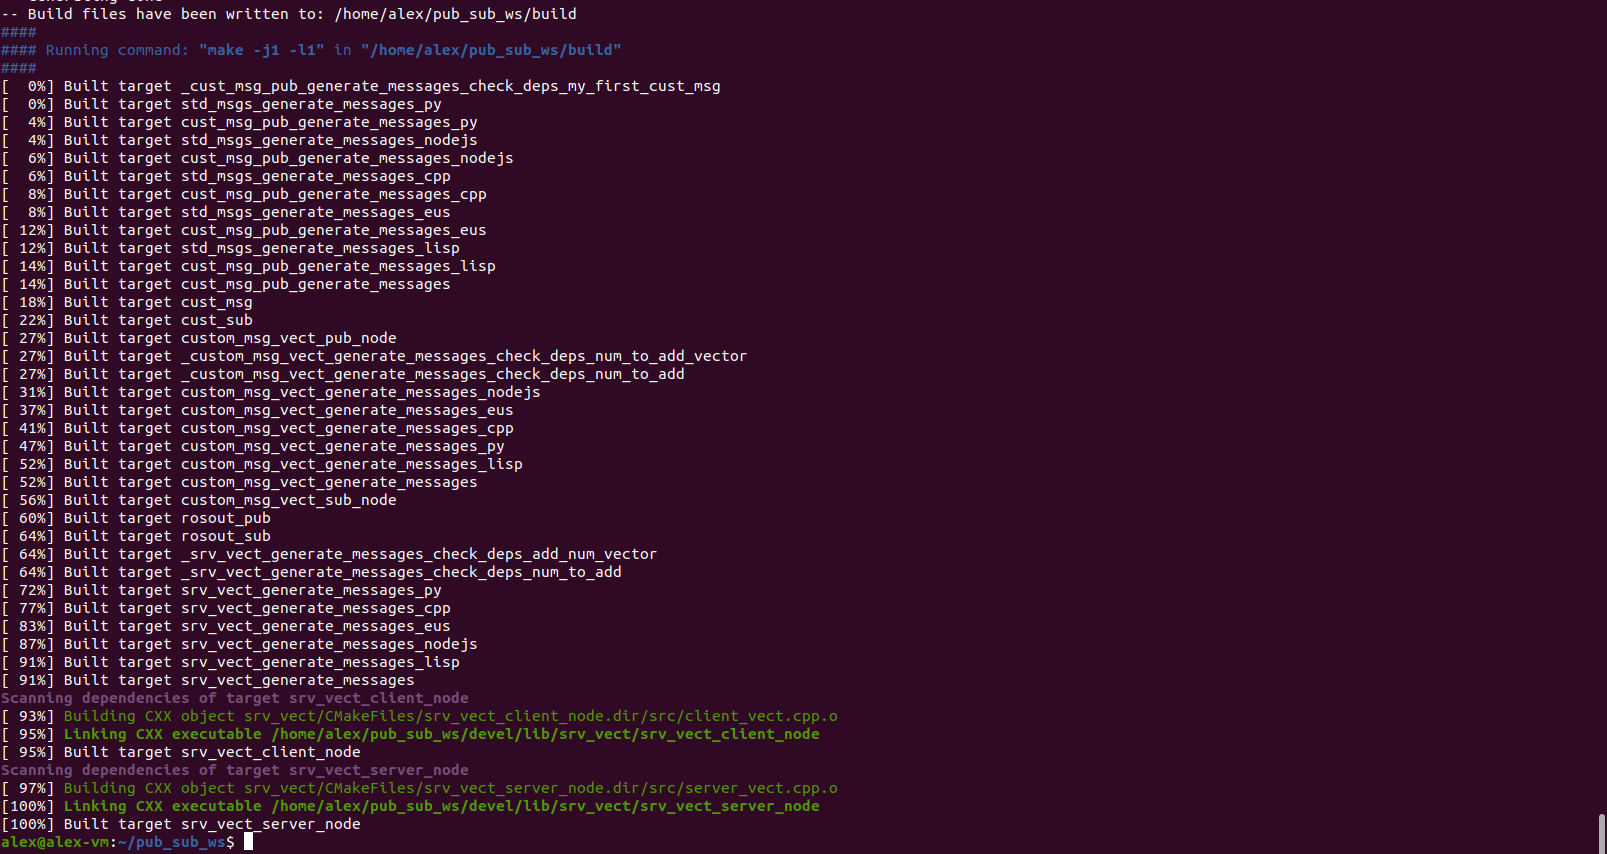 -- Build files have been written to: /home/alex/pub_sub_ws/build
####
#### Running command: "make -j1 -l1" in "/home/alex/pub_sub_ws/build"
####
[  0%] Built target _cust_msg_pub_generate_messages_check_deps_my_first_cust_msg
[  0%] Built target std_msgs_generate_messages_py
[  4%] Built target cust_msg_pub_generate_messages_py
[  4%] Built target std_msgs_generate_messages_nodejs
[  6%] Built target cust_msg_pub_generate_messages_nodejs
[  6%] Built target std_msgs_generate_messages_cpp
[  8%] Built target cust_msg_pub_generate_messages_cpp
[  8%] Built target std_msgs_generate_messages_eus
[ 12%] Built target cust_msg_pub_generate_messages_eus
[ 12%] Built target std_msgs_generate_messages_lisp
[ 14%] Built target cust_msg_pub_generate_messages_lisp
[ 14%] Built target cust_msg_pub_generate_messages
[ 18%] Built target cust_msg
[ 22%] Built target cust_sub
[ 27%] Built target custom_msg_vect_pub_node
[ 27%] Built target _custom_msg_vect_generate_messages_check_deps_num_to_add_vector
[ 27%] Built target _custom_msg_vect_generate_messages_check_deps_num_to_add
[ 31%] Built target custom_msg_vect_generate_messages_nodejs
[ 37%] Built target custom_msg_vect_generate_messages_eus
[ 41%] Built target custom_msg_vect_generate_messages_cpp
[ 47%] Built target custom_msg_vect_generate_messages_py
[ 52%] Built target custom_msg_vect_generate_messages_lisp
[ 52%] Built target custom_msg_vect_generate_messages
[ 56%] Built target custom_msg_vect_sub_node
[ 60%] Built target rosout_pub
[ 64%] Built target rosout_sub
[ 64%] Built target _srv_vect_generate_messages_check_deps_add_num_vector
[ 64%] Built target _srv_vect_generate_messages_check_deps_num_to_add
[ 72%] Built target srv_vect_generate_messages_py
[ 77%] Built target srv_vect_generate_messages_cpp
[ 83%] Built target srv_vect_generate_messages_eus
[ 87%] Built target srv_vect_generate_messages_nodejs
[ 91%] Built target srv_vect_generate_messages_lisp
[ 91%] Built target srv_vect_generate_messages
Scanning dependencies of target srv_vect_client_node
[ 93%] Building CXX object srv_vect/CMakeFiles/srv_vect_client_node.dir/src/client_vect.cpp.o
[ 95%] Linking CXX executable /home/alex/pub_sub_ws/devel/lib/srv_vect/srv_vect_client_node
[ 95%] Built target srv_vect_client_node
Scanning dependencies of target srv_vect_server_node
[ 97%] Building CXX object srv_vect/CMakeFiles/srv_vect_server_node.dir/src/server_vect.cpp.o
[100%] Linking CXX executable /home/alex/pub_sub_ws/devel/lib/srv_vect/srv_vect_server_node
[100%] Built target srv_vect_server_node
alex@alex-vm:~/pub_sub_ws$